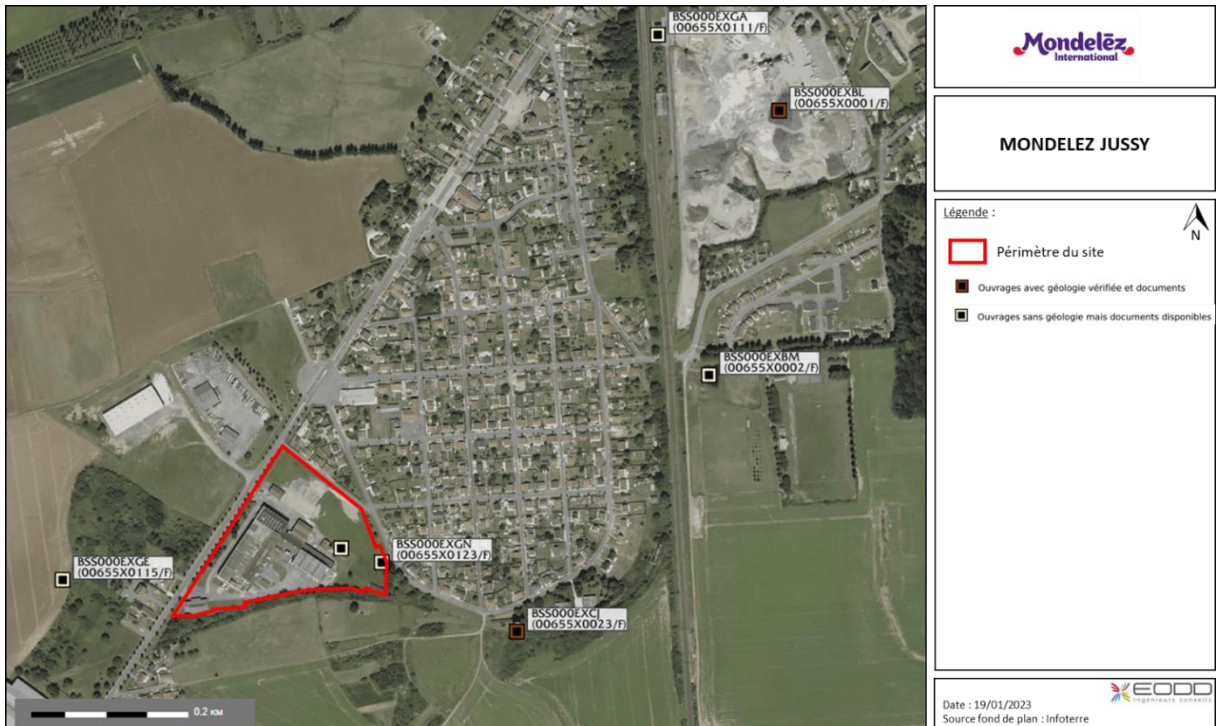 BSS000EXGA
(00655X0111/F)
BSS000EXBL
(00655X0001/F)
BSS000EXBM
(00655X0002/F)
BSS000EXGN
(00655X0123/F)
BSS000EXGE
(00655X0115/F)
BSS000EXCJ
(00655X0023/F)
0.2 KM
Mondelēz
International
MONDELEZ JUSSY
Légende :
N
Périmètre du site
Ouvrages avec géologie vérifiée et documents
Ouvrages sans géologie mais documents disponibles
EODD
ingénieurs conseils
Date : 19/01/2023
Source fond de plan : Infoterre